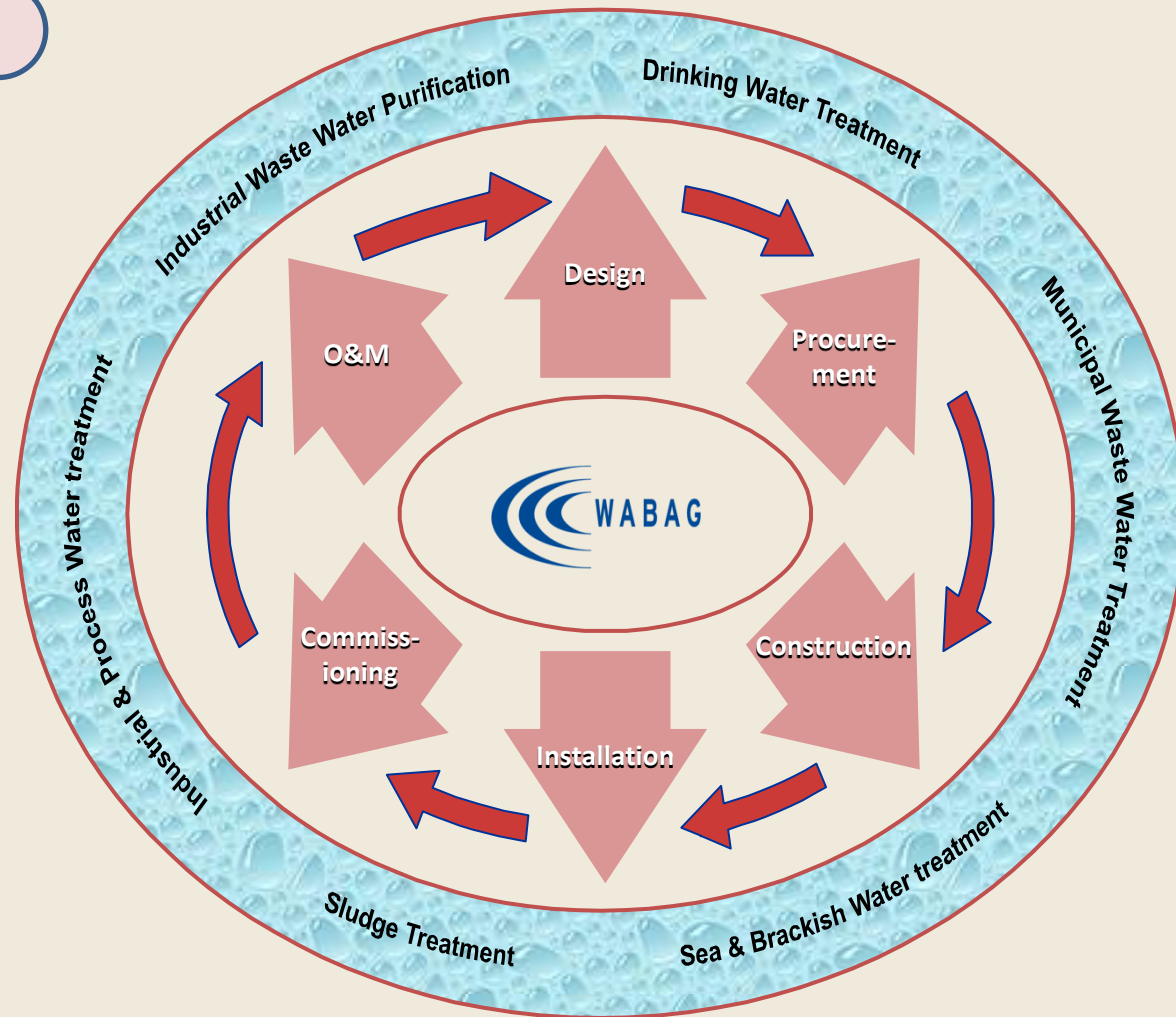 Industrial Waste Water Purification
Drinking Water Treatment
Municipal Waste Water Treatment
Sea & Brackish Water treatment
Sludge Treatment
Industrial & Process Water treatment
Design
Procure-
ment
Construction
Installation
Commiss-
ioning
O&M
WABAG